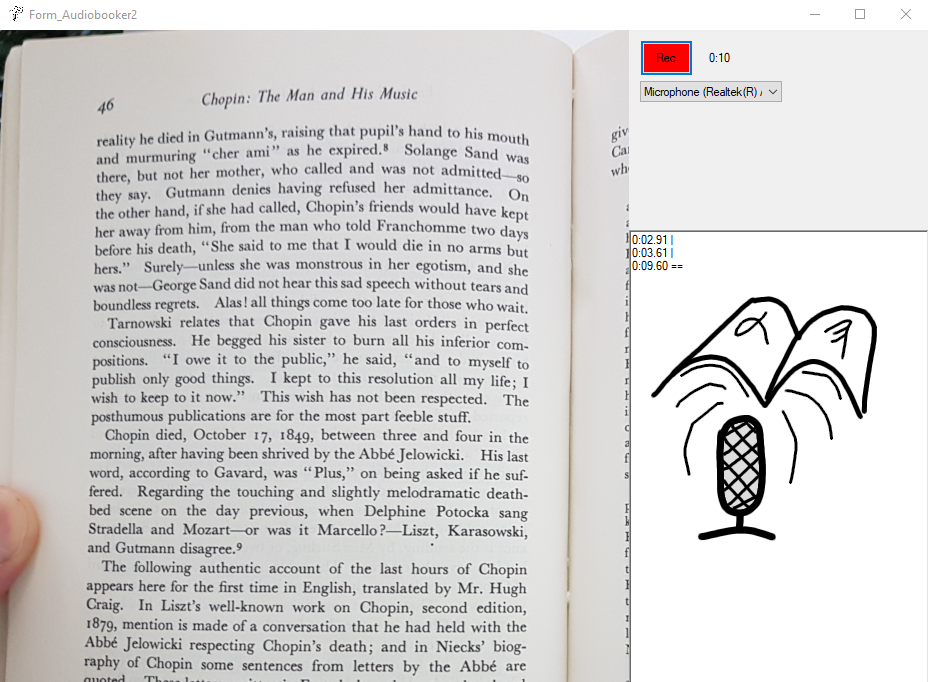 Form_Audiobooker2
46
Chopin: The Man and His Music
reality he died in Gutmann's, raising that pupil's hand to his mouth
and murmuring "cher ami" as he expired.⁸ Solange Sand was
there, but not her mother, who called and was not admitted—so
they say. Gutmann denies having refused her admittance. On
the other hand, if she had called, Chopin's friends would have kept
her away from him, from the man who told Franchomme two days
before his death, "She said to me that I would die in no arms but
hers." Surely—unless she was monstrous in her egotism, and she
was not—George Sand did not hear this sad speech without tears and
boundless regrets. Alas! all things come too late for those who wait.
Tarnowski relates that Chopin gave his last orders in perfect
consciousness. He begged his sister to burn all his inferior com-
positions. "I owe it to the public," he said, "and to myself to
publish only good things. I kept to this resolution all my life; I
wish to keep to it now." This wish has not been respected. The
posthumous publications are for the most part feeble stuff.
Chopin died, October 17, 1849, between three and four in the
morning, after having been shrived by the Abbé Jelowicki. His last
word, according to Gavard, was "Plus," on being asked if he suf-
fered. Regarding the touching and slightly melodramatic death-
bed scene on the day previous, when Delphine Potocka sang
Stradella and Mozart—or was it Marcello?—Liszt, Karasowski,
and Gutmann disagree.⁹
The following authentic account of the last hours of Chopin
appears here for the first time in English, translated by Mr. Hugh
Craig. In Liszt's well-known work on Chopin, second edition,
1879, mention is made of a conversation that he had held with the
Abbé Jelowicki respecting Chopin's death; and in Niecks' biog-
raphy of Chopin some sentences from letters by the Abbé are
quoted.
giv
Ca
wh
Rec
0:10
Microphone (Realtek(R) A
0:02.91 |
0:03.61 |
0:09.60 ==